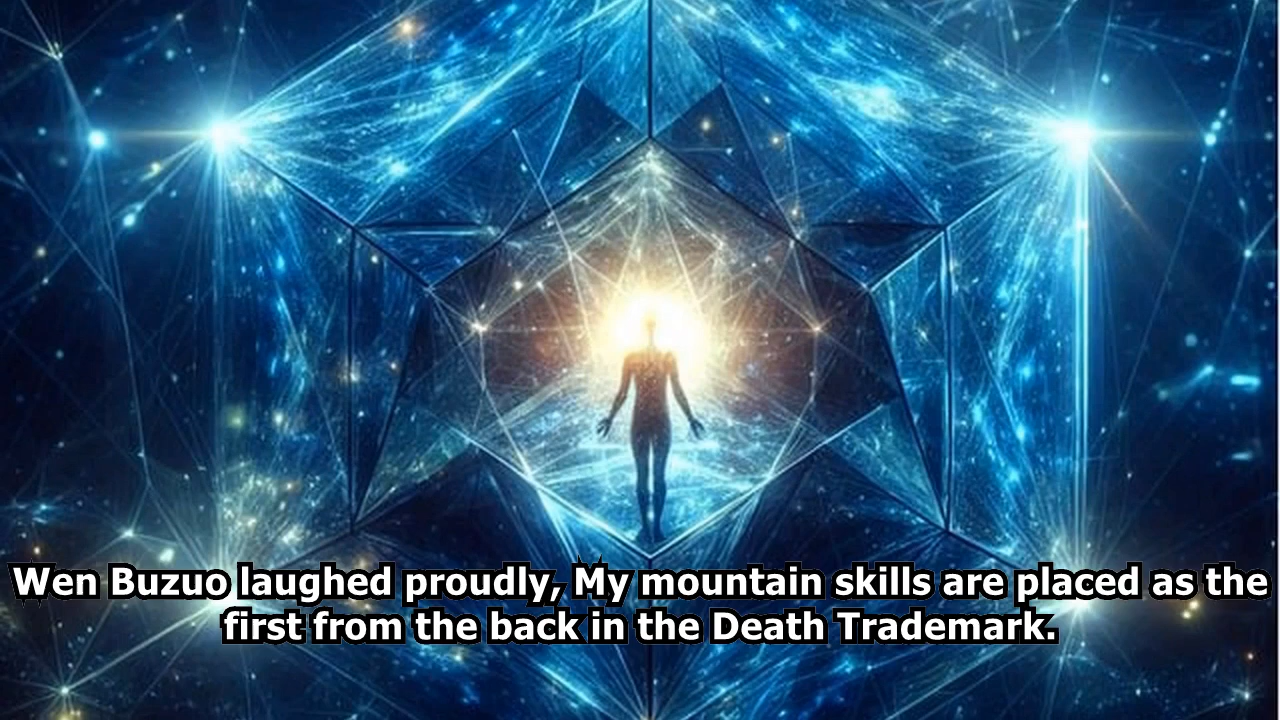 Wen Buzuo laughed proudly, My mountain skills are placed as the
first from the back in the Death Trademark.